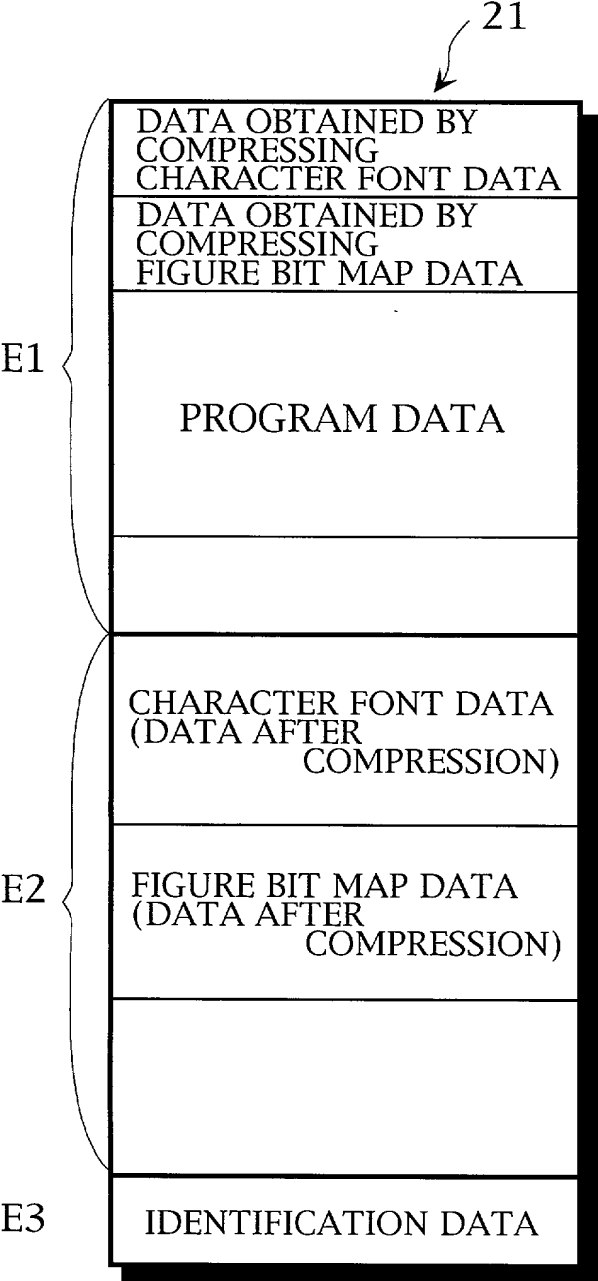 21
DATA OBTAINED BY
COMPRESSING
CHARACTER FONT DATA
DATA OBTAINED BY
COMPRESSING
FIGURE BIT MAP DATA
E1
PROGRAM DATA
CHARACTER FONT DATA
(DATA AFTER
COMPRESSION)
E2
FIGURE BIT MAP DATA
(DATA AFTER
COMPRESSION)
E3
IDENTIFICATION DATA